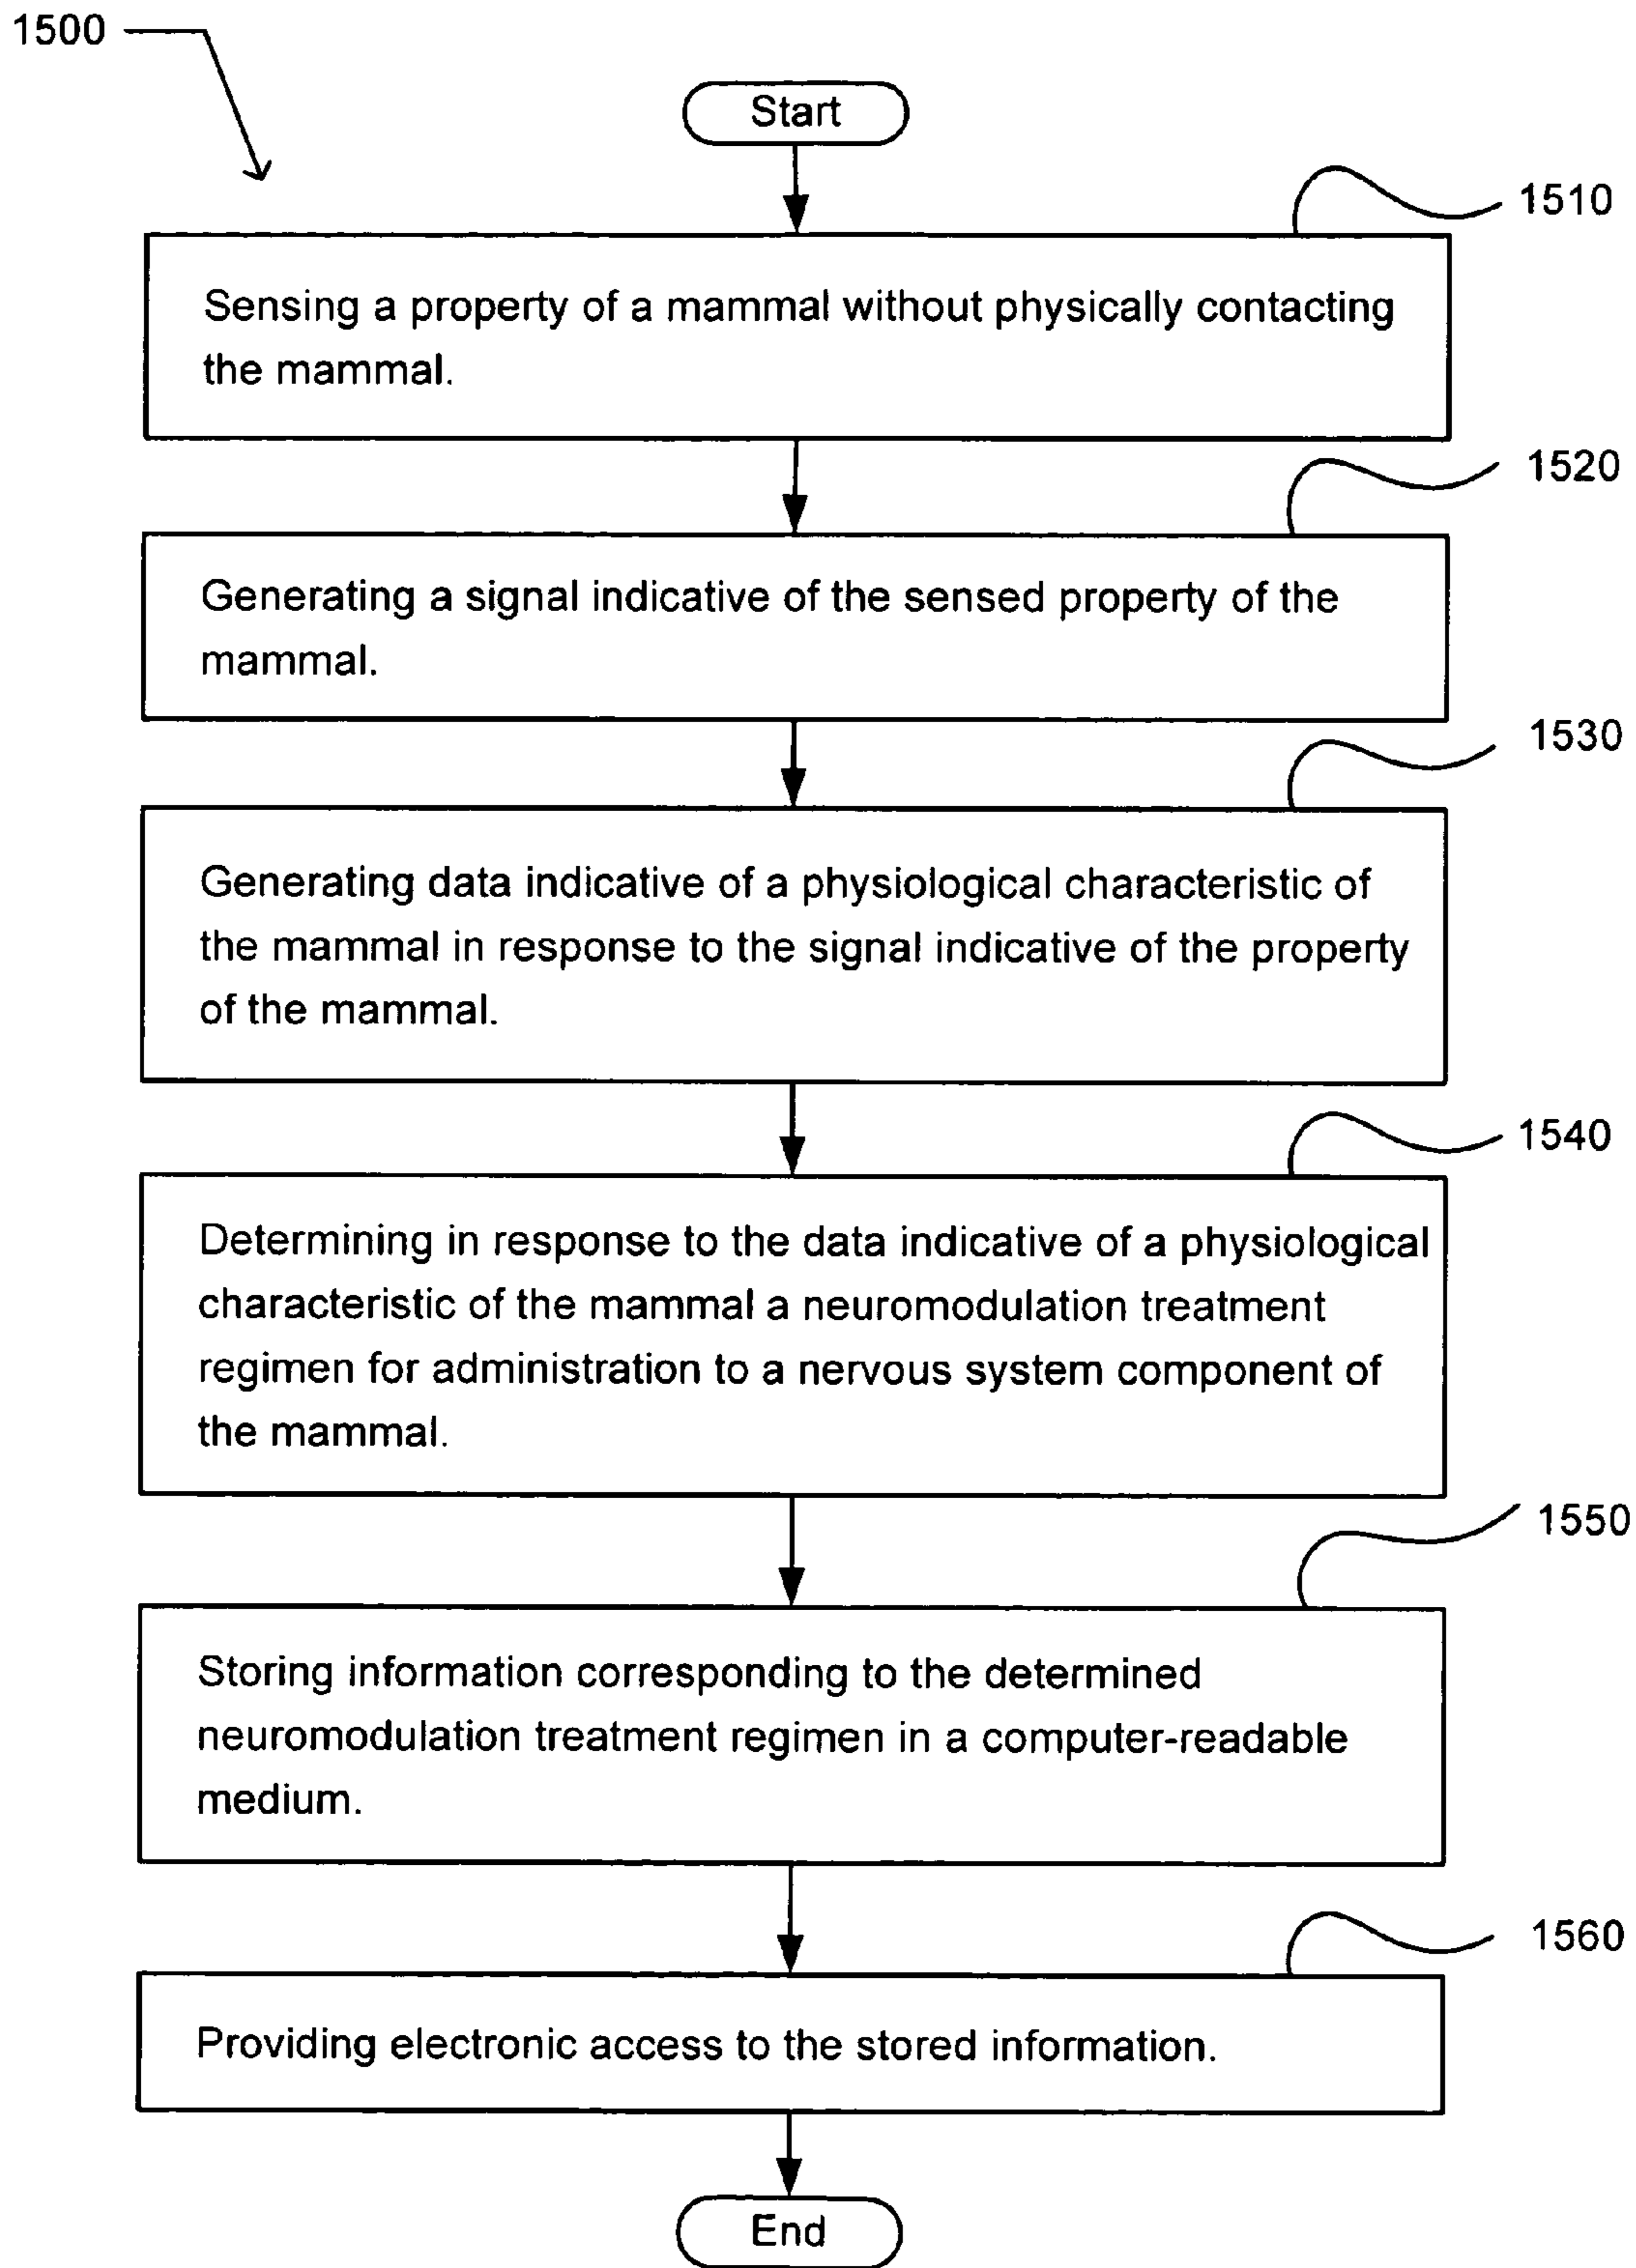 1500
Start
1510
Sensing a property of a mammal without physically contacting
the mammal.
1520
Generating a signal indicative of the sensed property of the
mammal.
1530
Generating data indicative of a physiological characteristic of
the mammal in response to the signal indicative of the property
of the mammal.
1540
Determining in response to the data indicative of a physiological
characteristic of the mammal a neuromodulation treatment
regimen for administration to a nervous system component of
the mammal.
1550
Storing information corresponding to the determined
neuromodulation treatment regimen in a computer-readable
medium.
1560
Providing electronic access to the stored information.
End